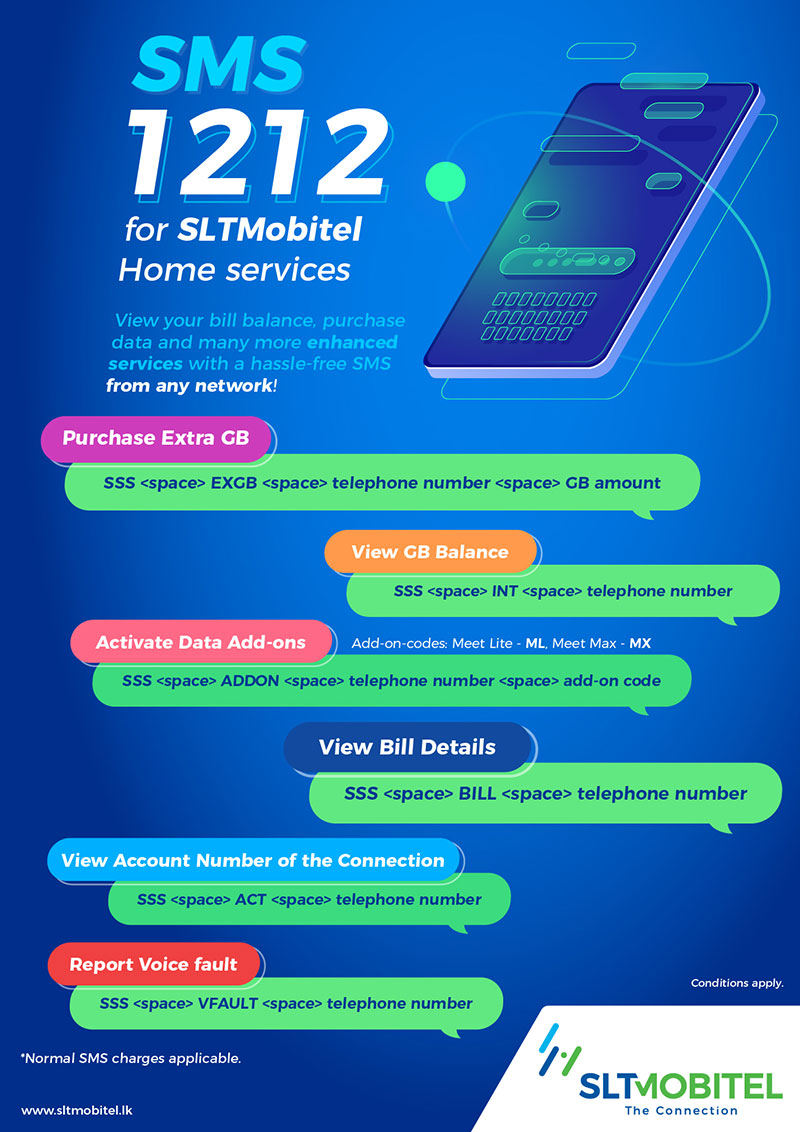 SMS
1212
for SLTMobitel
Home services
View your bill balance, purchase
data and many more enhanced
services with a hassle-free SMS
from any network!
Purchase Extra GB
SSS <space> EXGB <space> telephone number <space> GB amount
View GB Balance
SSS <space> INT <space> telephone number
Activate Data Add-ons
Add-on-codes: Meet Lite - ML, Meet Max - MX
SSS <space> ADDON <space> telephone number <space> add-on code
View Bill Details
SSS <space> BILL <space> telephone number
View Account Number of the Connection
SSS <space> ACT <space> telephone number
Report Voice fault
SSS <space> VFAULT <space> telephone number
Conditions apply.
*Normal SMS charges applicable.
www.sltmobitel.lk
SLTMOBITEL
The Connection